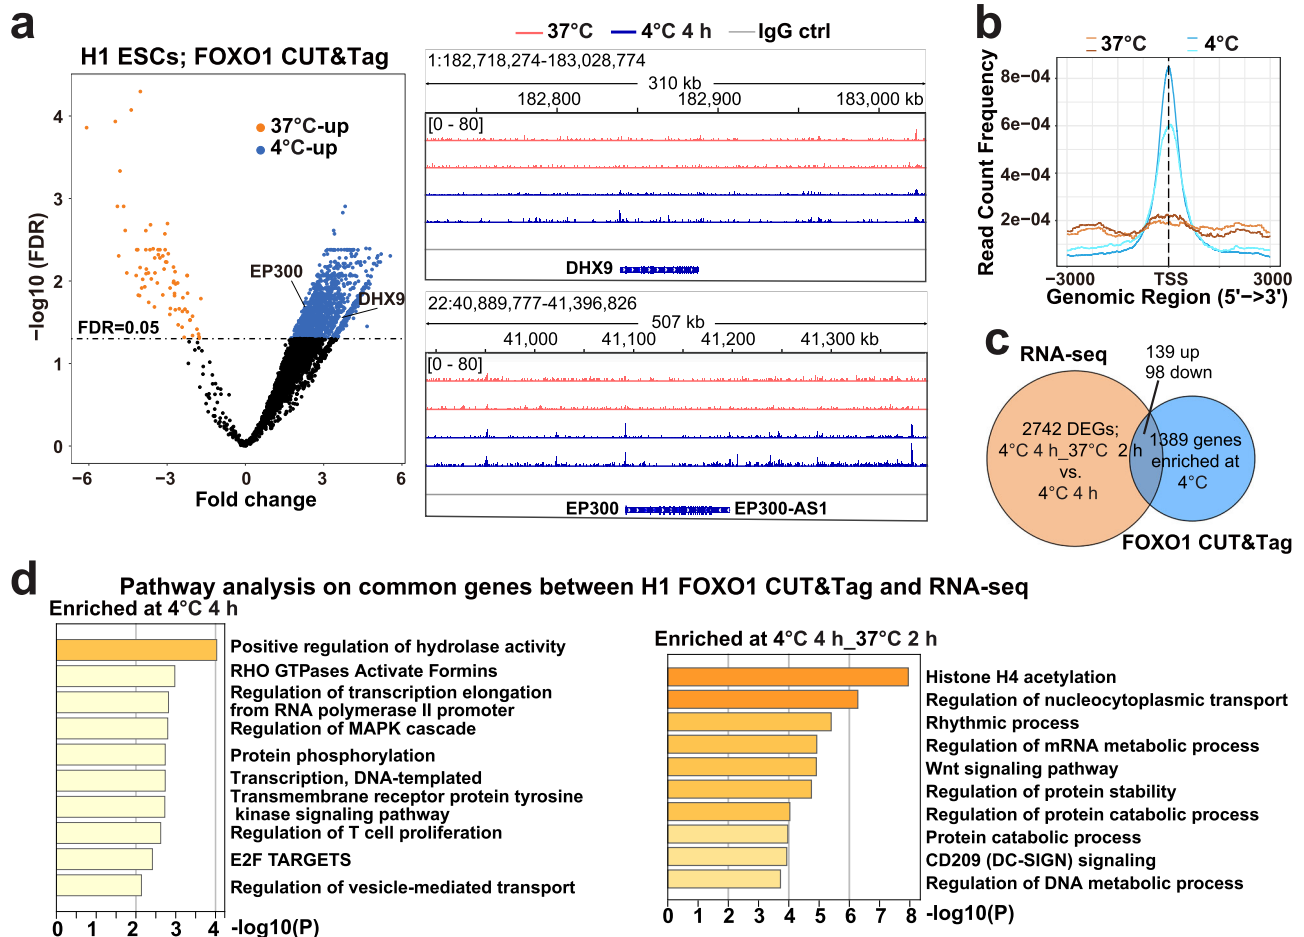 a
H1 ESCs; FOXO1 CUT&Tag
−log10 (FDR)
4
3
2
1
0
37°C-up
4°C-up
EP300
DHX9
FDR=0.05
−6
−3
0
3
6
Fold change
37°C
4°C 4 h
IgG ctrl
1:182,718,274-183,028,774
310 kb
182,800
182,900
183,000 kb
[0 - 80]
DHX9
22:40,889,777-41,396,826
507 kb
41,000
41,100
41,200
41,300 kb
[0 - 80]
EP300
EP300-AS1
b
37°C
4°C
Read Count Frequency
8e−04
6e−04
4e−04
2e−04
−3000
TSS
3000
Genomic Region (5'−>3')
c
RNA-seq
139 up
98 down
2742 DEGs;
4°C 4 h_37°C 2 h
vs.
4°C 4 h
1389 genes
enriched at
4°C
FOXO1 CUT&Tag
d
Pathway analysis on common genes between H1 FOXO1 CUT&Tag and RNA-seq
Enriched at 4°C 4 h
Positive regulation of hydrolase activity
RHO GTPases Activate Formins
Regulation of transcription elongation
from RNA polymerase II promoter
Regulation of MAPK cascade
Protein phosphorylation
Transcription, DNA-templated
Transmembrane receptor protein tyrosine
kinase signaling pathway
Regulation of T cell proliferation
E2F TARGETS
Regulation of vesicle-mediated transport
0 1 2 3 4 -log10(P)
Enriched at 4°C 4 h_37°C 2 h
Histone H4 acetylation
Regulation of nucleocytoplasmic transport
Rhythmic process
Regulation of mRNA metabolic process
Wnt signaling pathway
Regulation of protein stability
Regulation of protein catabolic process
Protein catabolic process
CD209 (DC-SIGN) signaling
Regulation of DNA metabolic process
0 1 2 3 4 5 6 7 8 -log10(P)